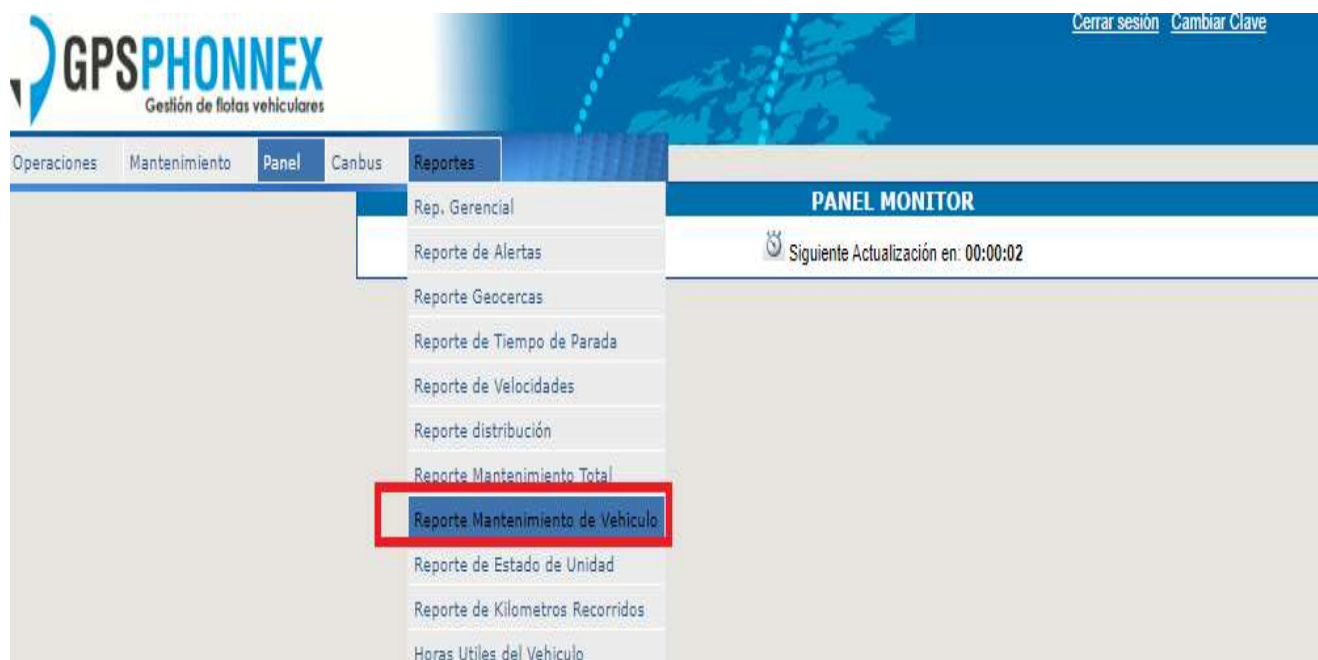 Cerrar sesión Cambiar Clave
GPSPHONNEX
Gestión de flotas vehiculares
Operaciones Mantenimiento Panel Canbus Reportes
PANEL MONITOR
Siguiente Actualización en: 00:00:02
Rep. Gerencial
Reporte de Alertas
Reporte Geocercas
Reporte de Tiempo de Parada
Reporte de Velocidades
Reporte distribución
Reporte Mantenimiento Total
Reporte Mantenimiento de Vehiculo
Reporte de Estado de Unidad
Reporte de Kilometros Recorridos
Horas Utiles del Vehiculo